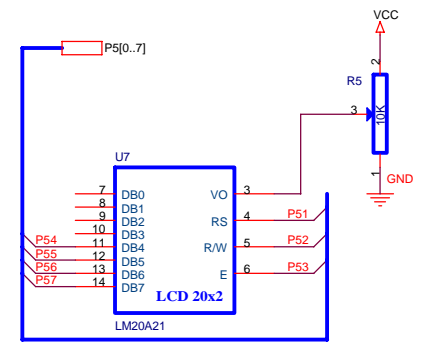 VCC
P5[0..7]
2
R5
3
10K
1
GND
U7
7 DB0 VO 3
8 DB1
9 DB2 RS 4 P51
10 DB3
P54 11 DB4 R/W 5 P52
P55 12 DB5
P56 13 DB6 E 6 P53
P57 14 DB7
LCD 20x2
LM20A21